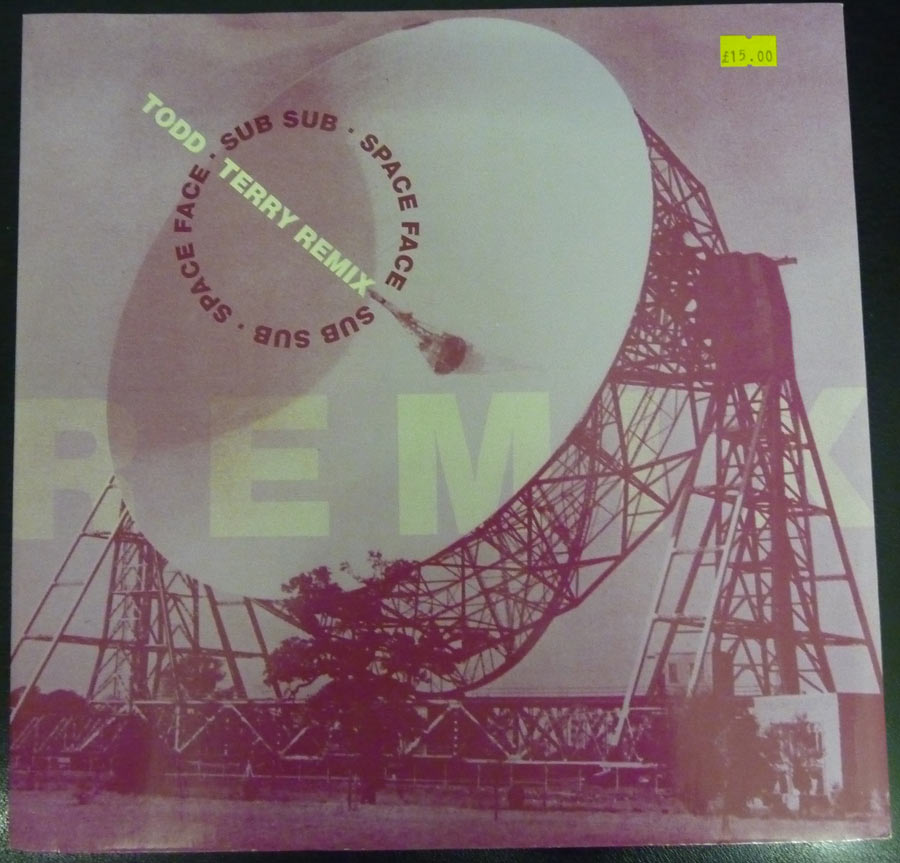 £15.00
TODD TERRY REMIX
SUB SUB · SPACE FACE
SUB SUB · SPACE FACE ·
REMIX